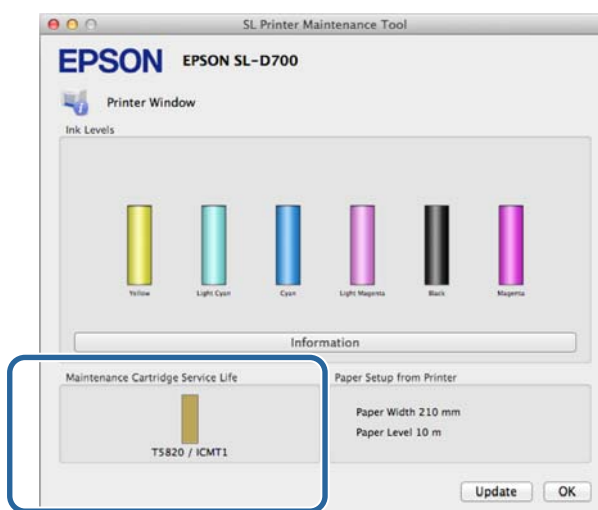 SL Printer Maintenance Tool
EPSON EPSON SL-D700
Printer Window
Ink Levels
Yellow Light Cyan Cyan Light Magenta Black Magenta
Information
Maintenance Cartridge Service Life Paper Setup from Printer
Paper Width 210 mm
Paper Level 10 m
T5820 / ICMT1
Update OK